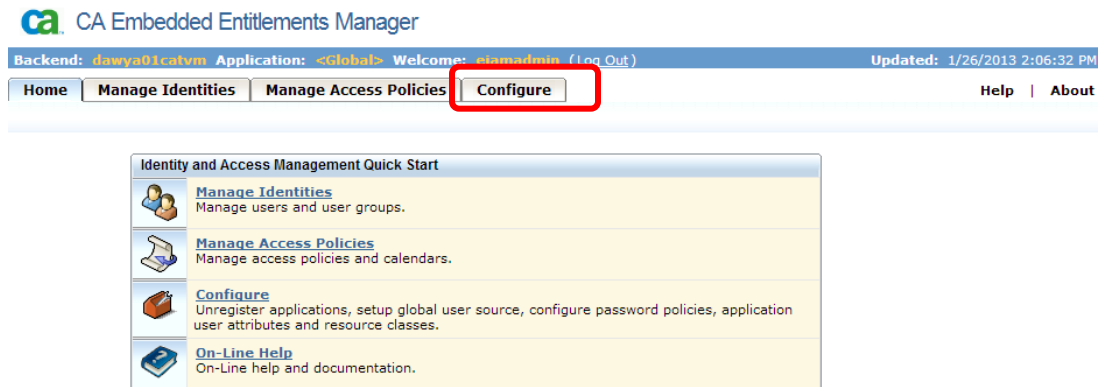 ca CA Embedded Entitlements Manager
Backend: dawya01catvm Application: <Global> Welcome: eiamadmin (Log Out) Updated: 1/26/2013 2:06:32 PM
Home Manage Identities Manage Access Policies Configure Help | About
Identity and Access Management Quick Start
Manage Identities
Manage users and user groups.
Manage Access Policies
Manage access policies and calendars.
Configure
Unregister applications, setup global user source, configure password policies, application
user attributes and resource classes.
On-Line Help
On-Line help and documentation.